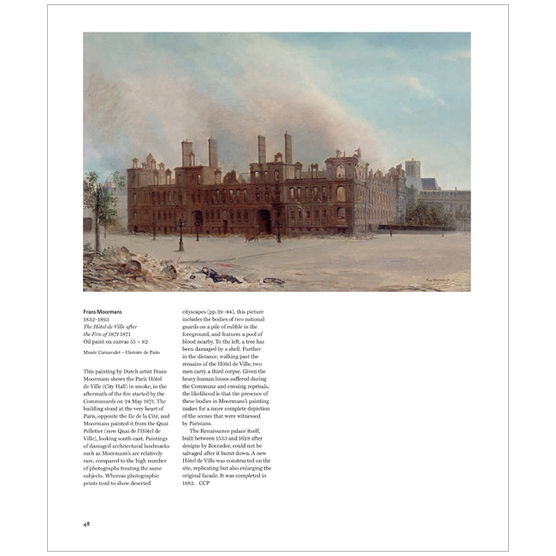 Frans Moormans
1832–1893
The Hôtel de Ville after
the Fire of 1871 1871
Oil paint on canvas 55 × 82
Musée Carnavalet – Histoire de Paris
This painting by Dutch artist Frans
Moormans shows the Paris Hôtel
de Ville (City Hall) in smoke, in the
aftermath of the fire started by the
Communards on 24 May 1871. The
building stood at the very heart of
Paris, opposite the Ile de la Cité, and
Moormans painted it from the Quai
Pelletier (now Quai de l'Hôtel de
Ville), looking south-east. Paintings
of damaged architectural landmarks
such as Moormans's are relatively
rare, compared to the high number
of photographs treating the same
subjects. Whereas photographic
prints tend to show deserted
cityscapes (pp.39–44), this picture
includes the bodies of two national
guards on a pile of rubble in the
foreground, and features a pool of
blood nearby. To the left, a tree has
been damaged by a shell. Further
in the distance, walking past the
remains of the Hôtel de Ville, two
men carry a third corpse. Given the
heavy human losses suffered during
the Commune and ensuing reprisals,
the likelihood is that the presence of
these bodies in Moormans's painting
makes for a more complete depiction
of the scenes that were witnessed
by Parisians.
The Renaissance palace itself,
built between 1533 and 1628 after
designs by Boccador, could not be
salvaged after it burnt down. A new
Hôtel de Ville was constructed on the
site, replicating but also enlarging the
original facade. It was completed in
1882. CCP
48